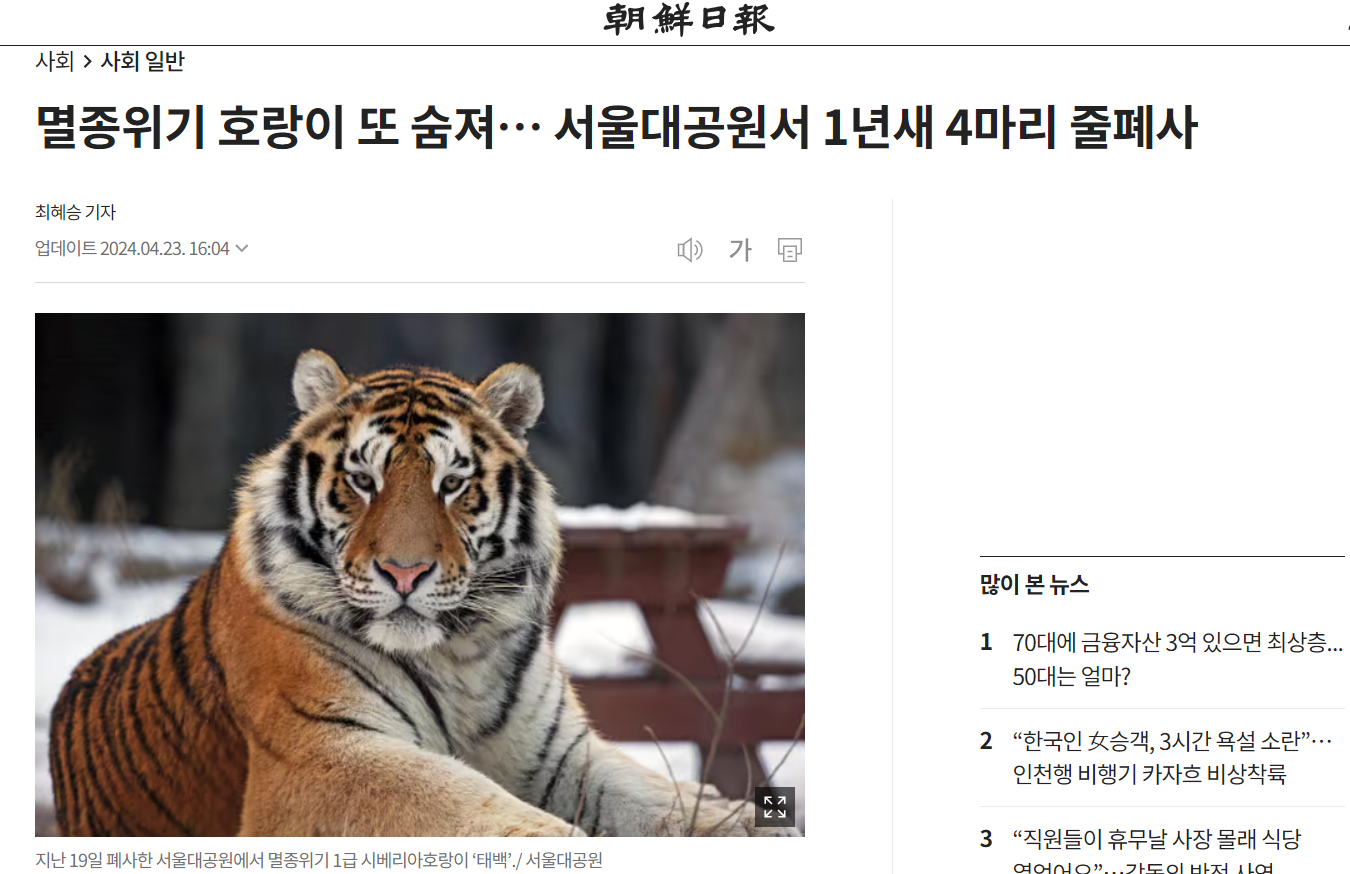 朝鮮日報
사회 > 사회 일반
멸종위기 호랑이 또 숨져… 서울대공원서 1년새 4마리 줄폐사
최혜승 기자
업데이트 2024.04.23. 16:04
가
지난 19일 폐사한 서울대공원에서 멸종위기 1급 시베리아호랑이 ‘태백’./ 서울대공원
많이 본 뉴스
1 70대에 금융자산 3억 있으면 최상층...
50대는 얼마?
2 “한국인 女승객, 3시간 욕설 소란”…
인천행 비행기 카자흐 비상착륙
3 “직원들이 휴무날 사장 몰래 식당